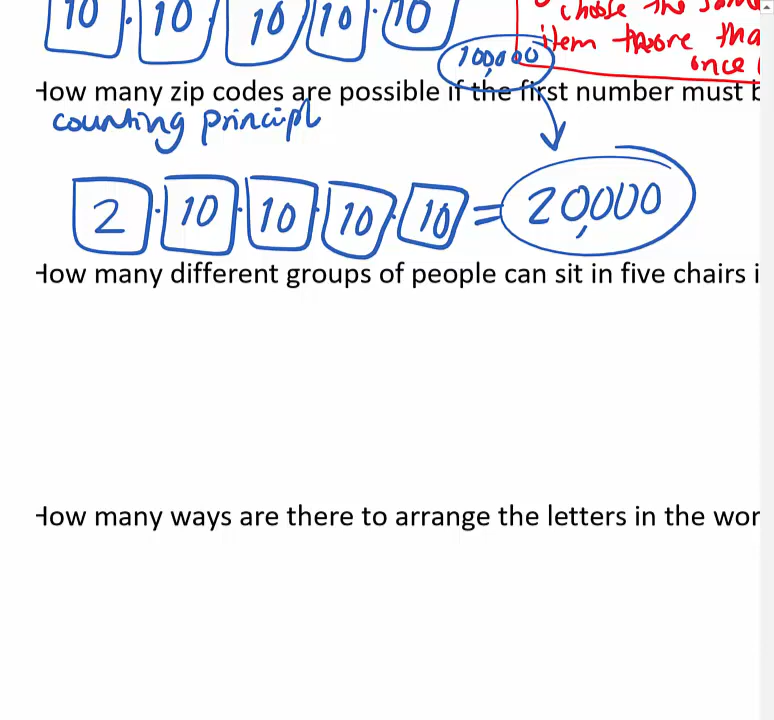 10 · 10 10 10 · 10
choose the same
item more tha
once
100,000
How many zip codes are possible if the first number must b
counting principl
2 · 10 · 10 · 10 · 10 = 20,000
How many different groups of people can sit in five chairs i
How many ways are there to arrange the letters in the wor